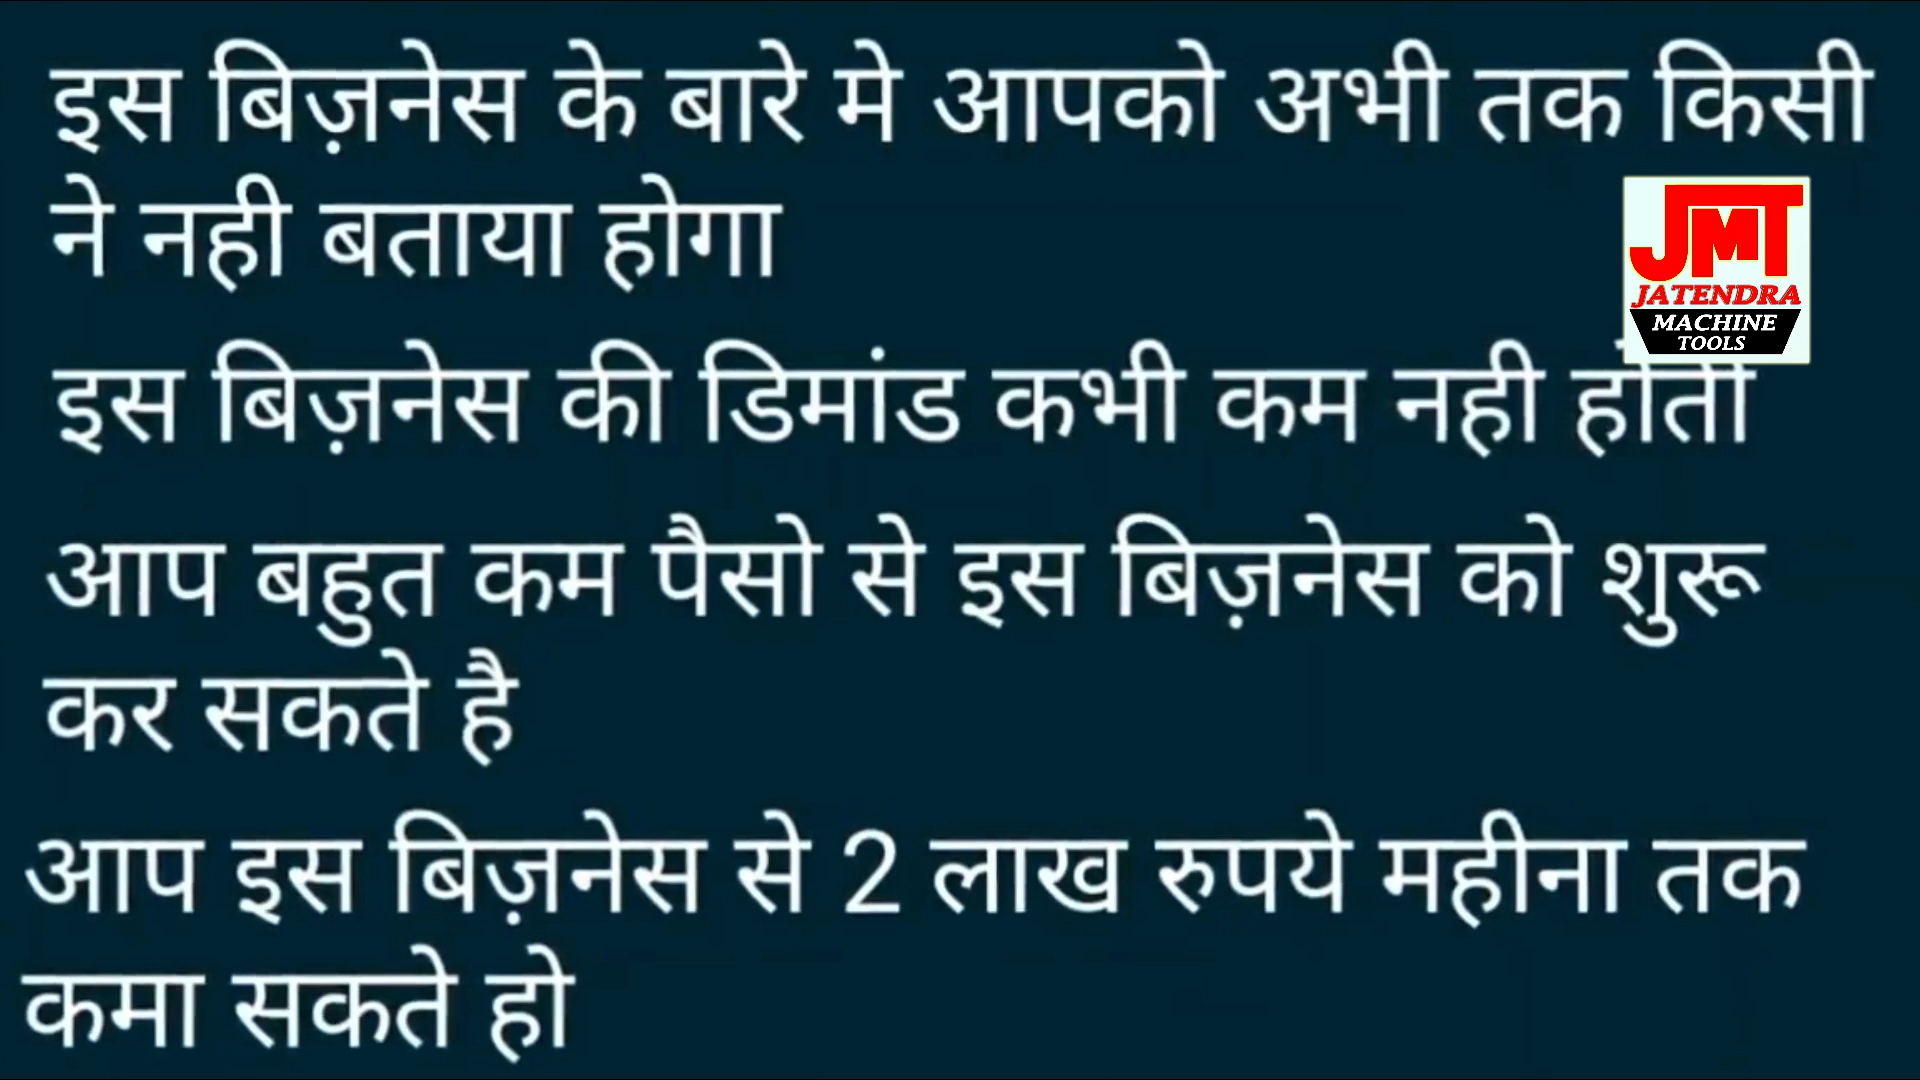 इस बिज़नेस के बारे मे आपको अभी तक किसी
ने नही बताया होगा
JMT
JATENDRA
MACHINE
TOOLS
इस बिज़नेस की डिमांड कभी कम नही होती
आप बहुत कम पैसो से इस बिज़नेस को शुरू
कर सकते है
आप इस बिज़नेस से 2 लाख रुपये महीना तक
कमा सकते हो